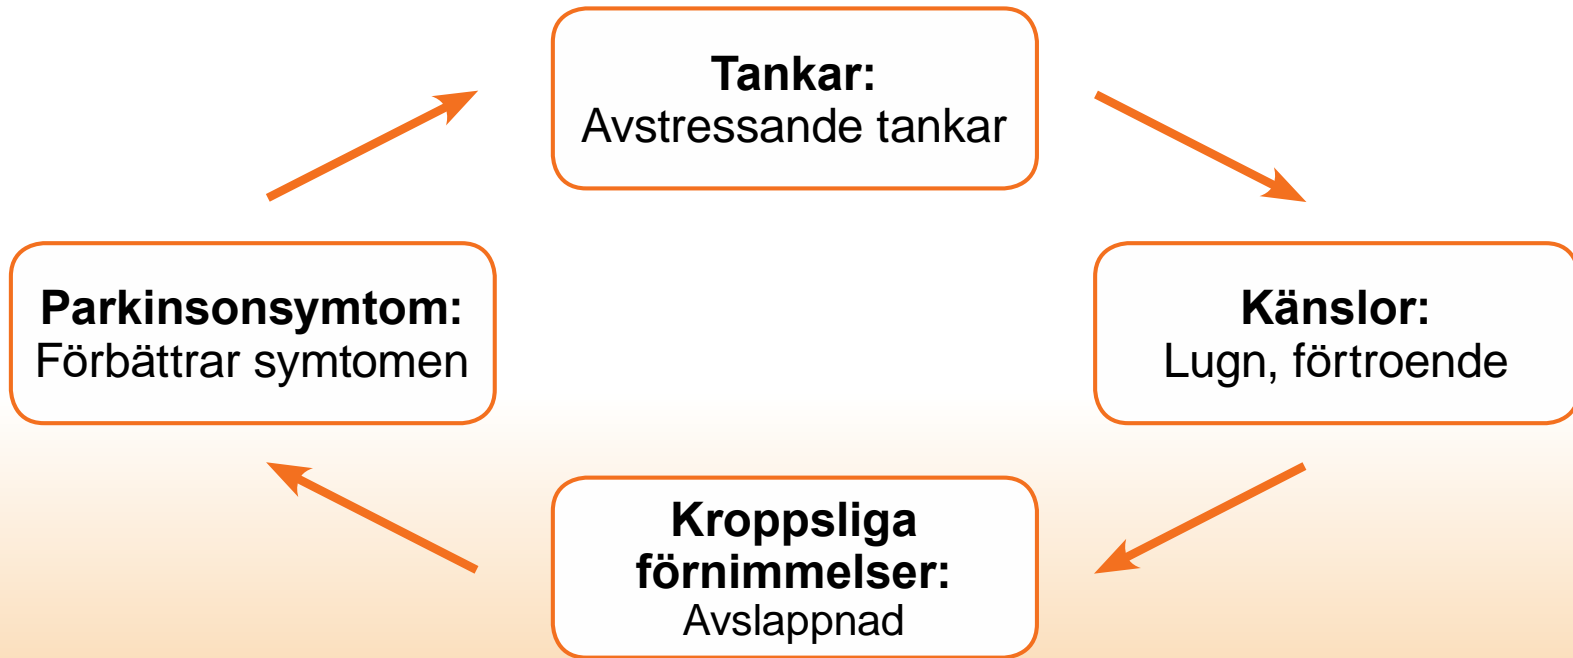 Tankar:
Avstressande tankar
Känslor:
Lugn, förtroende
Kroppsliga
förnimmelser:
Avslappnad
Parkinsonsymtom:
Förbättrar symtomen